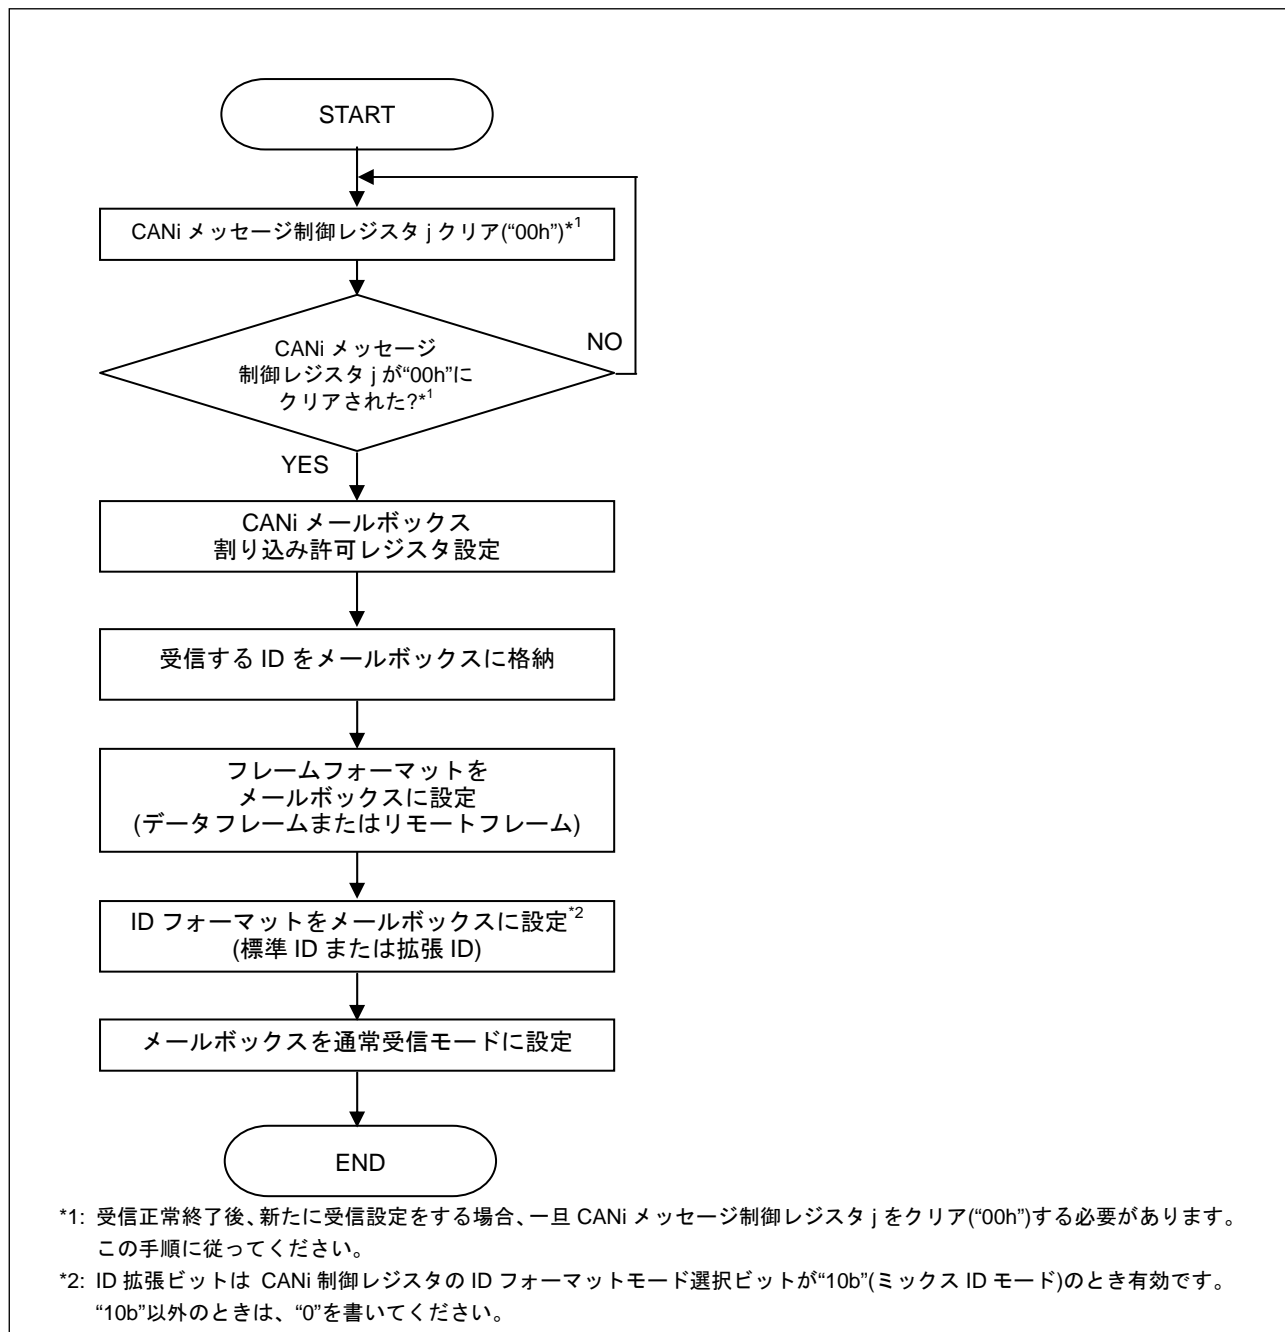 START
CANi メッセージ制御レジスタ j クリア(“00h”)*1
CANi メッセージ
制御レジスタ j が“00h”に
クリアされた?*1
NO
YES
CANi メールボックス
割り込み許可レジスタ設定
受信する ID をメールボックスに格納
フレームフォーマットを
メールボックスに設定
(データフレームまたはリモートフレーム)
ID フォーマットをメールボックスに設定*2
(標準 ID または拡張 ID)
メールボックスを通常受信モードに設定
END
*1: 受信正常終了後、新たに受信設定をする場合、一旦 CANi メッセージ制御レジスタ j をクリア(“00h”)する必要があります。
この手順に従ってください。
*2: ID 拡張ビットは CANi 制御レジスタの ID フォーマットモード選択ビットが“10b”(ミックス ID モード)のとき有効です。
“10b”以外のときは、“0”を書いてください。